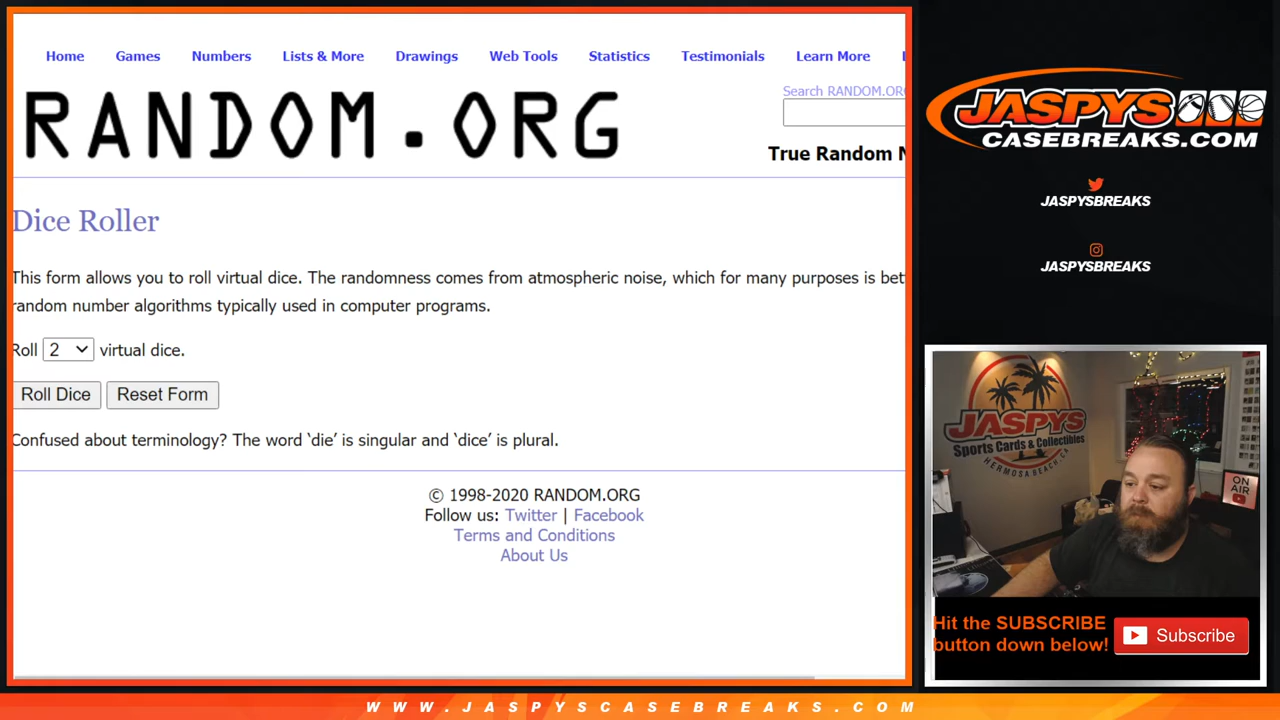 Home Games Numbers Lists & More Drawings Web Tools Statistics Testimonials Learn More
RANDOM.ORG
Search RANDOM.ORG
True Random N
Dice Roller
This form allows you to roll virtual dice. The randomness comes from atmospheric noise, which for many purposes is bet
random number algorithms typically used in computer programs.
Roll 2 virtual dice.
Roll Dice Reset Form
Confused about terminology? The word ‘die’ is singular and ‘dice’ is plural.
© 1998-2020 RANDOM.ORG
Follow us: Twitter | Facebook
Terms and Conditions
About Us
JASPYS
CASEBREAKS.COM
JASPYSBREAKS
JASPYSBREAKS
JASPYS
Sports Cards & Collectibles
HERMOSA BEACH, CA
ON
AIR
Hit the SUBSCRIBE
button down below!
Subscribe
WWW.JASPYSCASEBREAKS.COM